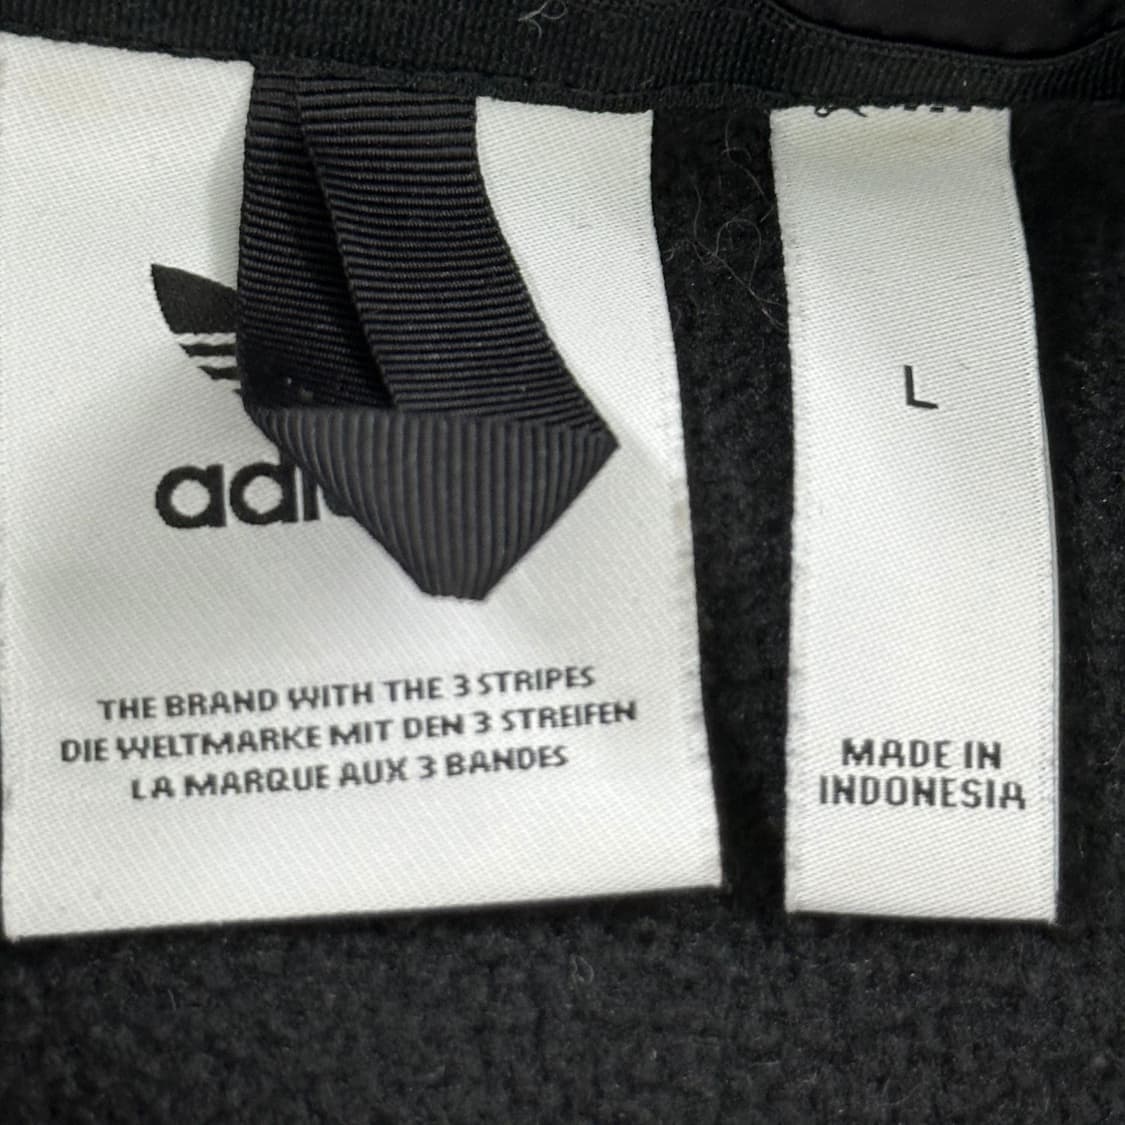 adi
THE BRAND WITH THE 3 STRIPES
DIE WELTMARKE MIT DEN 3 STREIFEN
LA MARQUE AUX 3 BANDES
L
MADE IN
INDONESIA